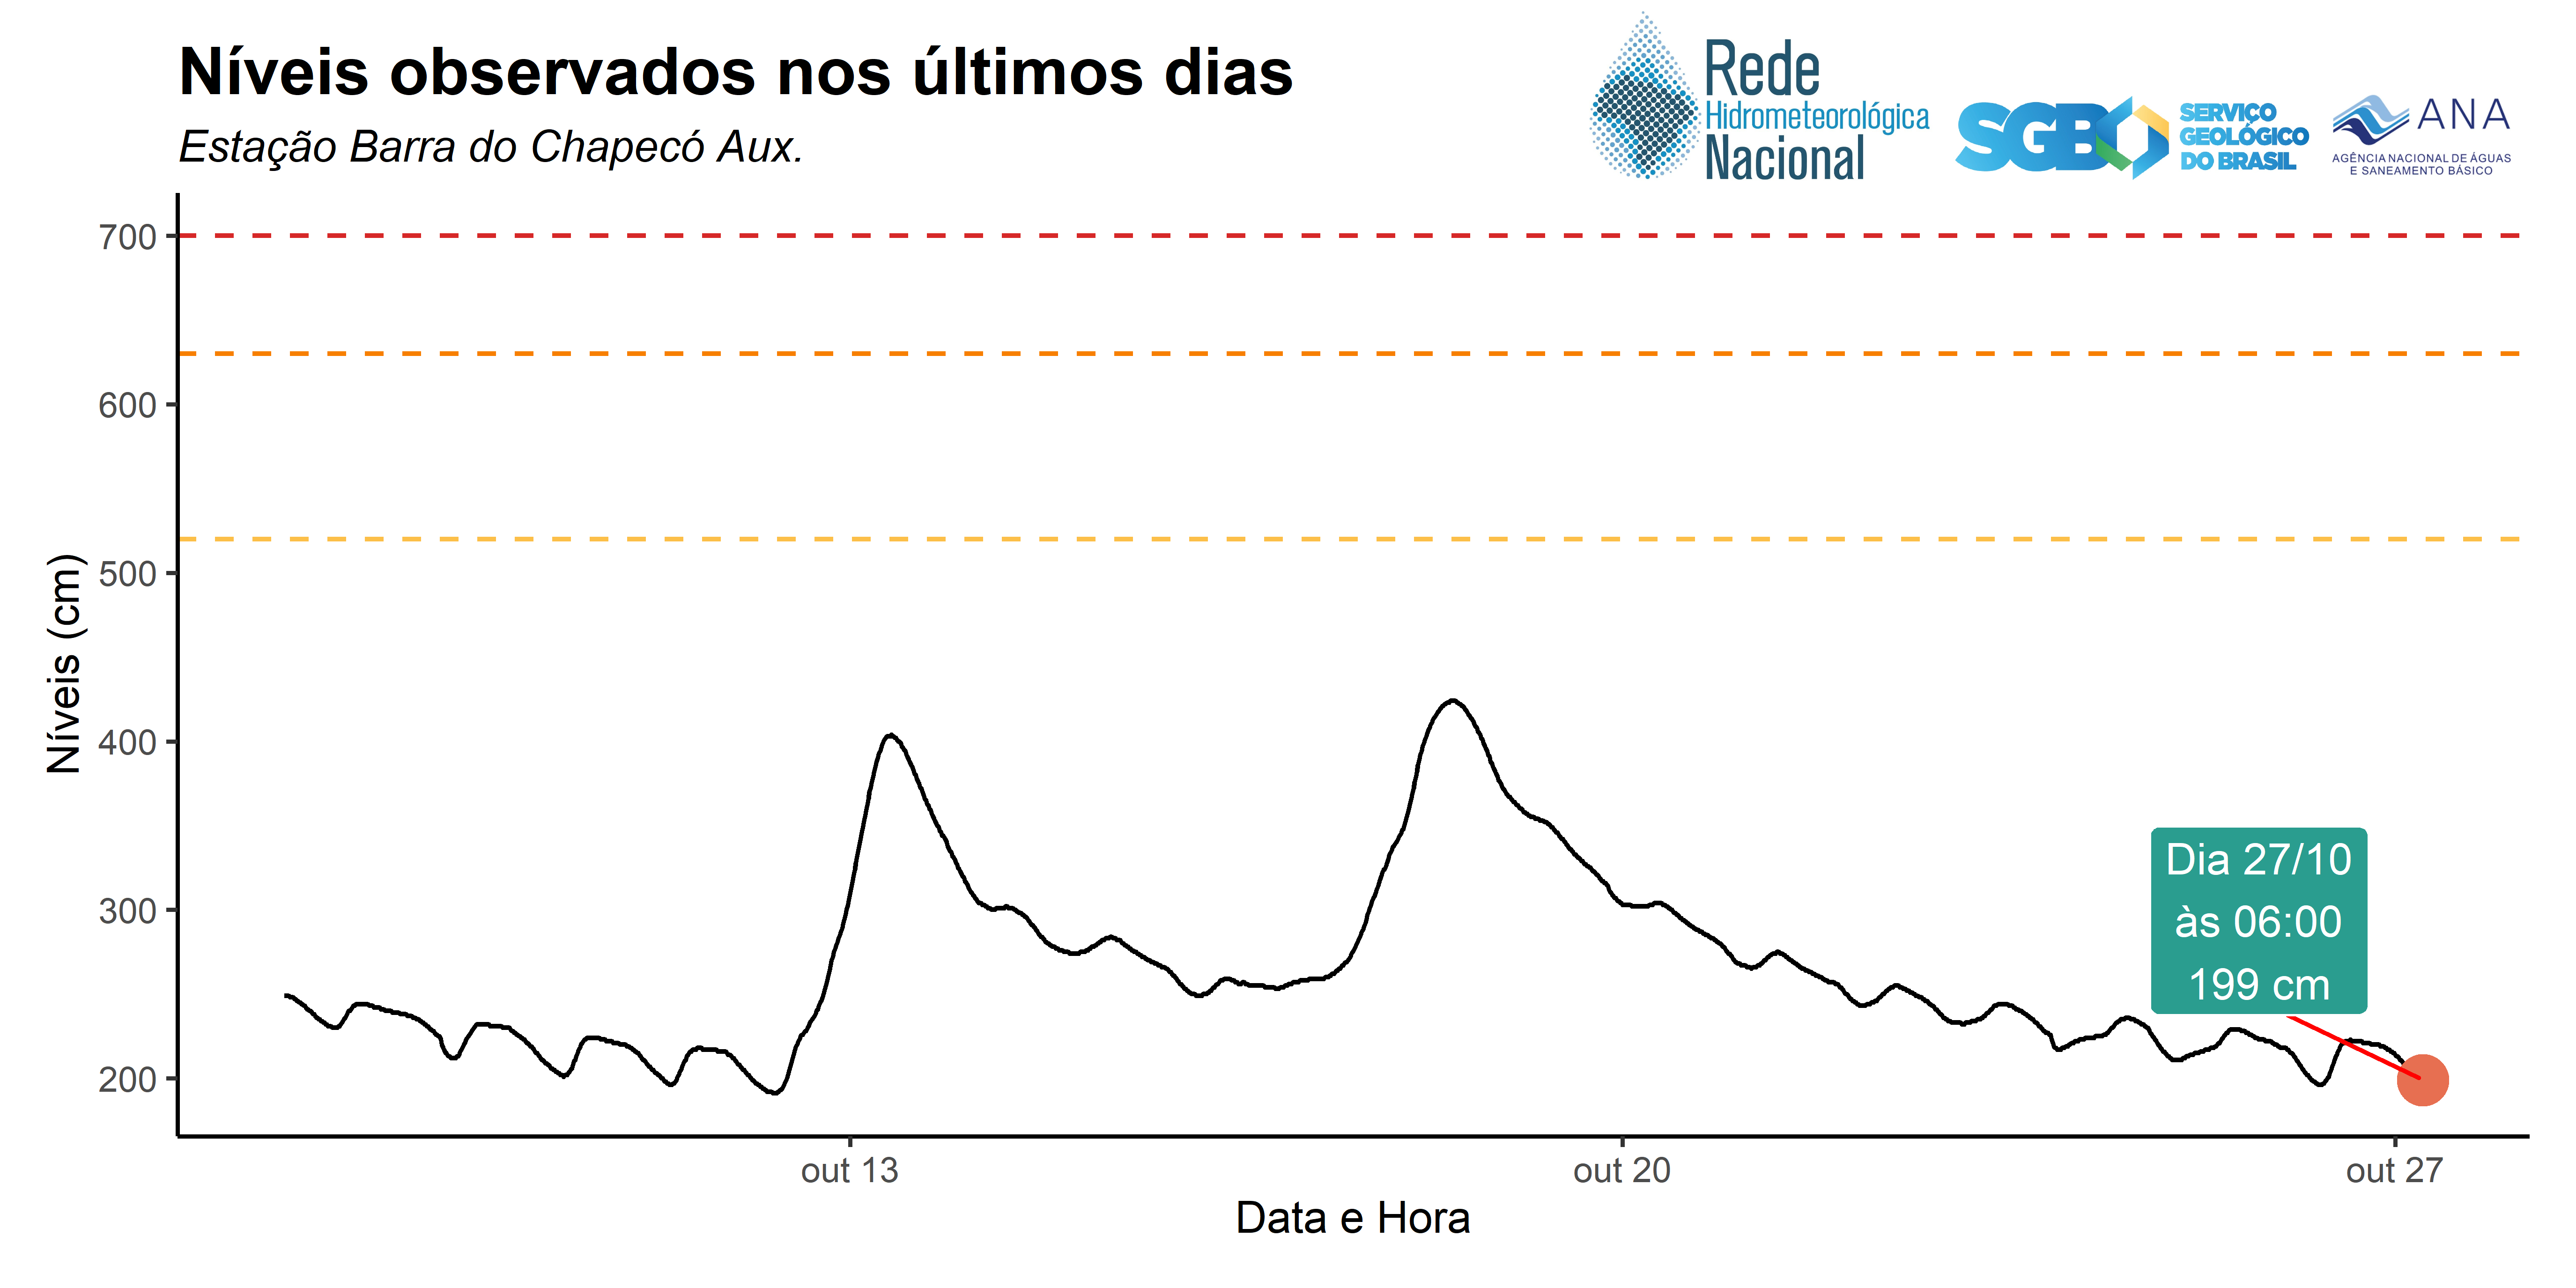 Níveis observados nos últimos dias
Estação Barra do Chapecó Aux.
Rede
Hidrometeorológica
Nacional
SGB
SERVIÇO
GEOLÓGICO
DO BRASIL
ANA
AGÊNCIA NACIONAL DE ÁGUAS
E SANEAMENTO BÁSICO
Níveis (cm)
700
600
500
400
300
200
Dia 27/10
às 06:00
199 cm
out 13
out 20
out 27
Data e Hora